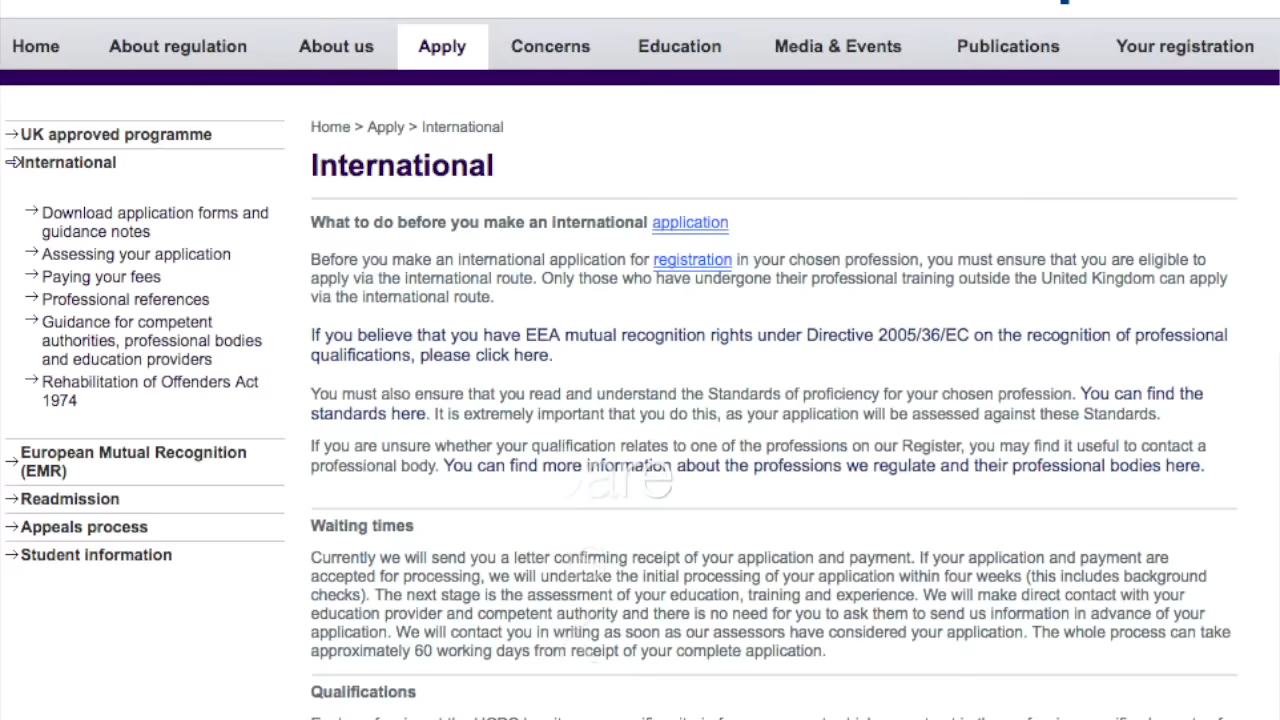 Home About regulation About us Apply Concerns Education Media & Events Publications Your registration
UK approved programme
International
Download application forms and
guidance notes
Assessing your application
Paying your fees
Professional references
Guidance for competent
authorities, professional bodies
and education providers
Rehabilitation of Offenders Act
1974
European Mutual Recognition
(EMR)
Readmission
Appeals process
Student information
Home > Apply > International
International
What to do before you make an international application
Before you make an international application for registration in your chosen profession, you must ensure that you are eligible to
apply via the international route. Only those who have undergone their professional training outside the United Kingdom can apply
via the international route.
If you believe that you have EEA mutual recognition rights under Directive 2005/36/EC on the recognition of professional
qualifications, please click here.
You must also ensure that you read and understand the Standards of proficiency for your chosen profession. You can find the
standards here. It is extremely important that you do this, as your application will be assessed against these Standards.
If you are unsure whether your qualification relates to one of the professions on our Register, you may find it useful to contact a
professional body. You can find more information about the professions we regulate and their professional bodies here.
Waiting times
Currently we will send you a letter confirming receipt of your application and payment. If your application and payment are
accepted for processing, we will undertake the initial processing of your application within four weeks (this includes background
checks). The next stage is the assessment of your education, training and experience. We will make direct contact with your
education provider and competent authority and there is no need for you to ask them to send us information in advance of your
application. We will contact you in writing as soon as our assessors have considered your application. The whole process can take
approximately 60 working days from receipt of your complete application.
Qualifications